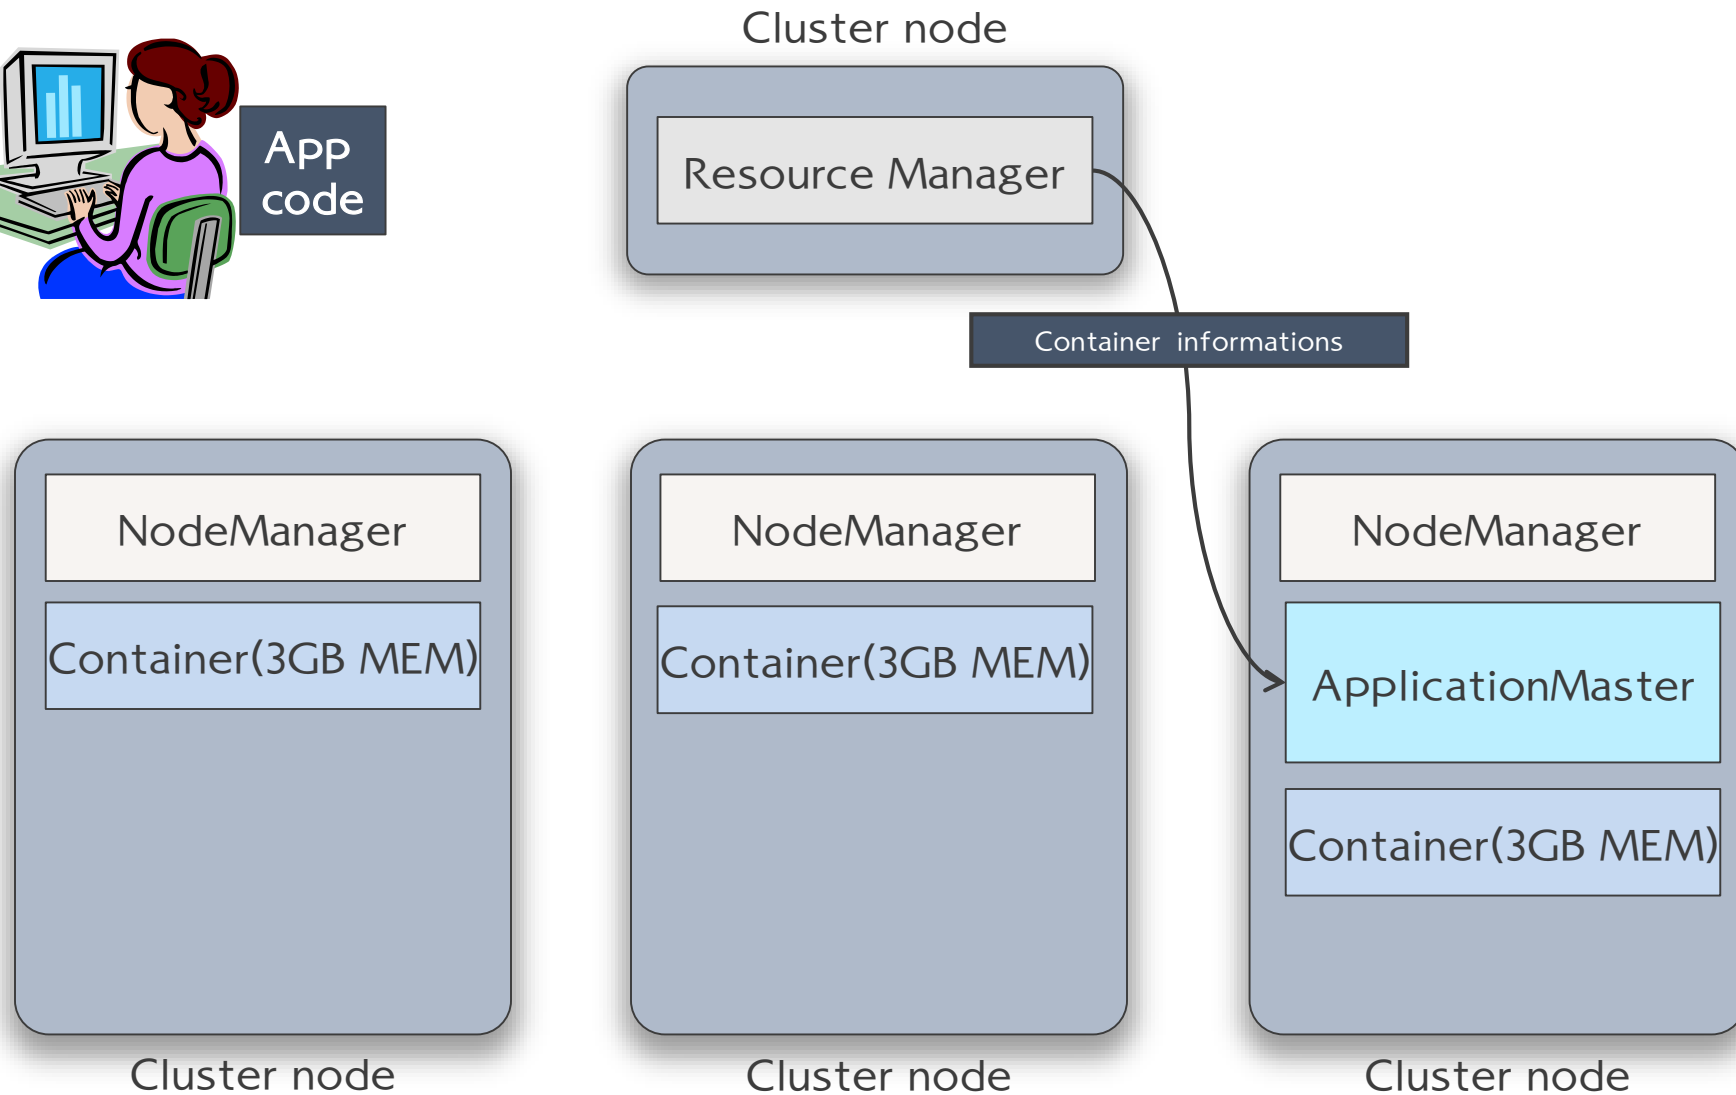 Cluster node
App
code
Resource Manager
Container informations
NodeManager
NodeManager
NodeManager
Container(3GB MEM)
Container(3GB MEM)
ApplicationMaster
Container(3GB MEM)
Cluster node
Cluster node
Cluster node